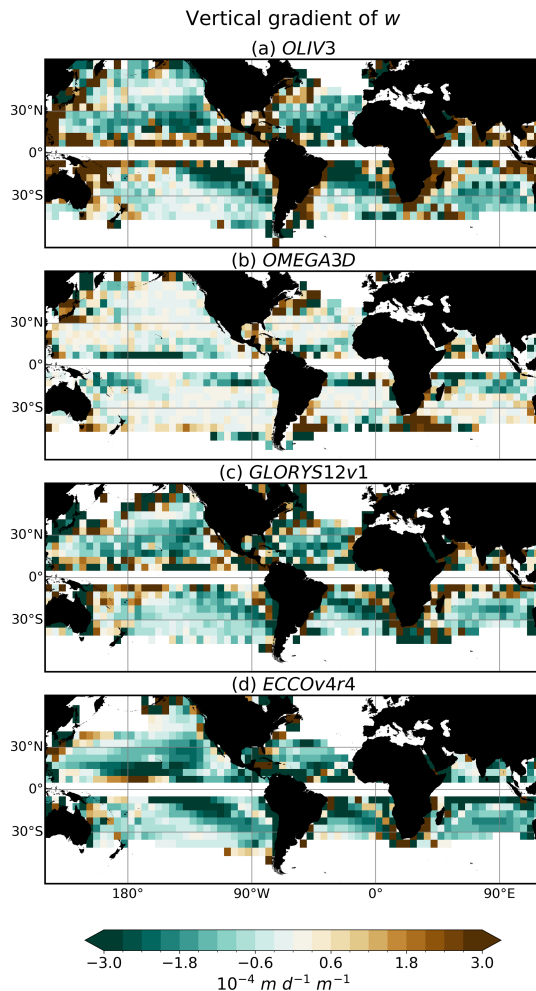 Vertical gradient of w
(a) OLIV3
30°N
0°
30°S
(b) OMEGA3D
30°N
0°
30°S
(c) GLORYS12v1
30°N
0°
30°S
(d) ECCOv4r4
30°N
0°
30°S
180° 90°W 0° 90°E
−3.0 −1.8 −0.6 0.6 1.8 3.0
10⁻⁴ m d⁻¹ m⁻¹